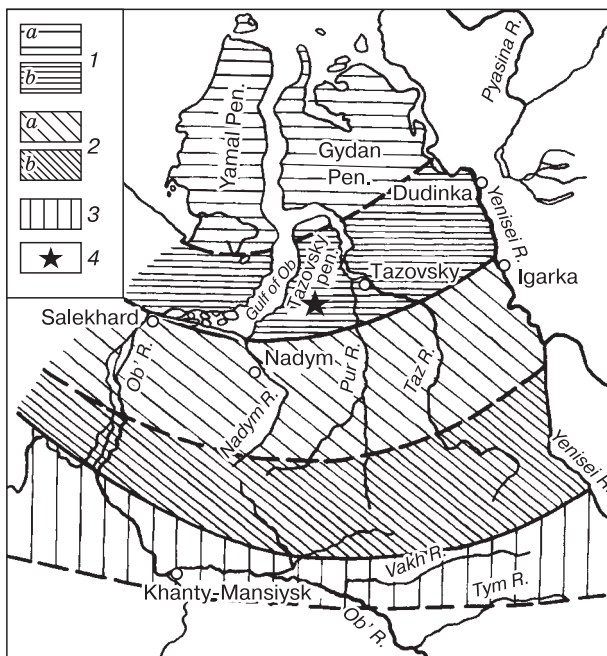 a
b
1
a
b
2
3
4
Yamal Pen.
Gydan
Pen.
Pyasina R.
Dudinka
Yenisei R.
Igarka
Gulf of Ob
Tazovsky
pen.
Tazovsky
Salekhard
Ob' R.
Nadym
Nadym R.
Pur R.
Taz R.
Yenisei R.
Vakh R.
Khanty-Mansiysk
Ob' R.
Tym R.